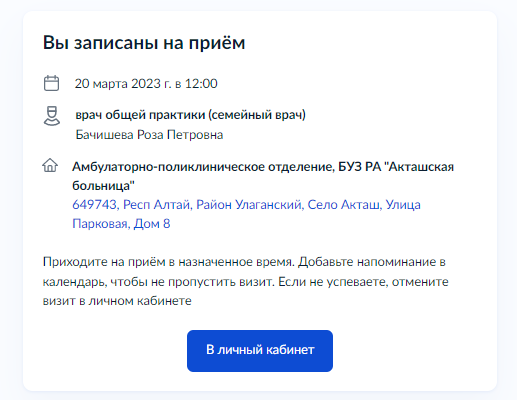 Вы записаны на приём
20 марта 2023 г. в 12:00
врач общей практики (семейный врач)
Бачишева Роза Петровна
Амбулаторно-поликлиническое отделение, БУЗ РА "Акташская
больница"
649743, Респ Алтай, Район Улаганский, Село Акташ, Улица
Парковая, Дом 8
Приходите на приём в назначенное время. Добавьте напоминание в
календарь, чтобы не пропустить визит. Если не успеваете, отмените
визит в личном кабинете
В личный кабинет